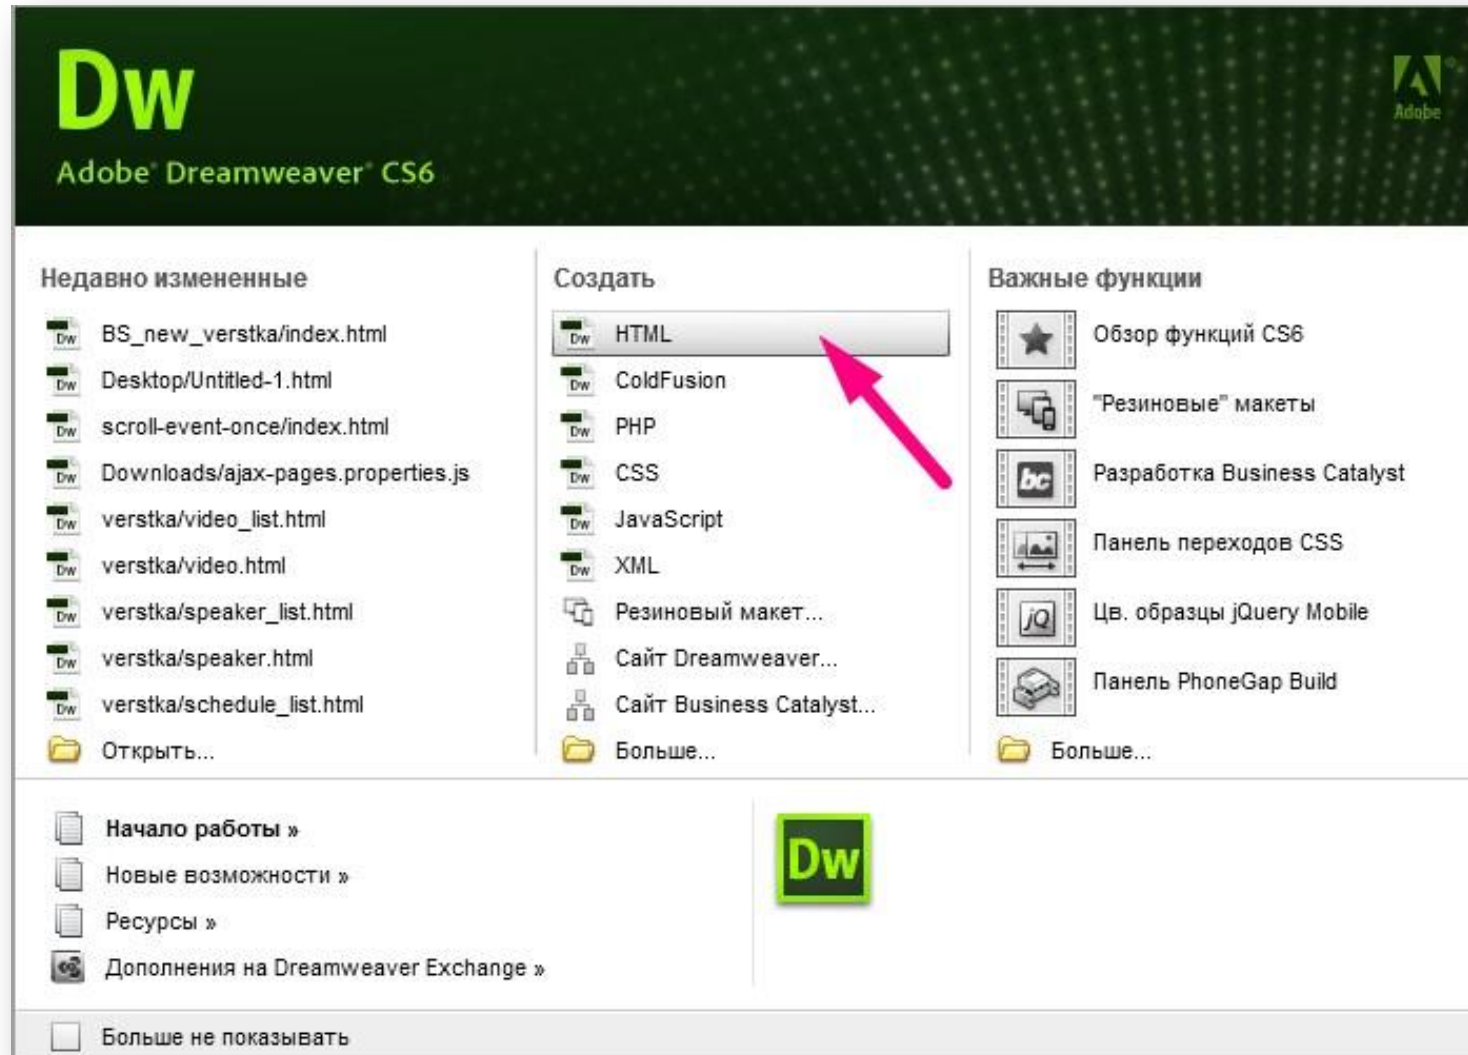 Dw
Adobe
Adobe® Dreamweaver® CS6
Недавно измененные
BS_new_verstka/index.html
Desktop/Untitled-1.html
scroll-event-once/index.html
Downloads/ajax-pages.properties.js
verstka/video_list.html
verstka/video.html
verstka/speaker_list.html
verstka/speaker.html
verstka/schedule_list.html
Открыть...
Создать
HTML
ColdFusion
PHP
CSS
JavaScript
XML
Резиновый макет...
Сайт Dreamweaver...
Сайт Business Catalyst...
Больше...
Важные функции
Обзор функций CS6
"Резиновые" макеты
bc
Разработка Business Catalyst
Панель переходов CSS
jQ
Цв. образцы jQuery Mobile
Панель PhoneGap Build
Больше...
Начало работы »
Новые возможности »
Ресурсы »
Дополнения на Dreamweaver Exchange »
Dw
Больше не показывать